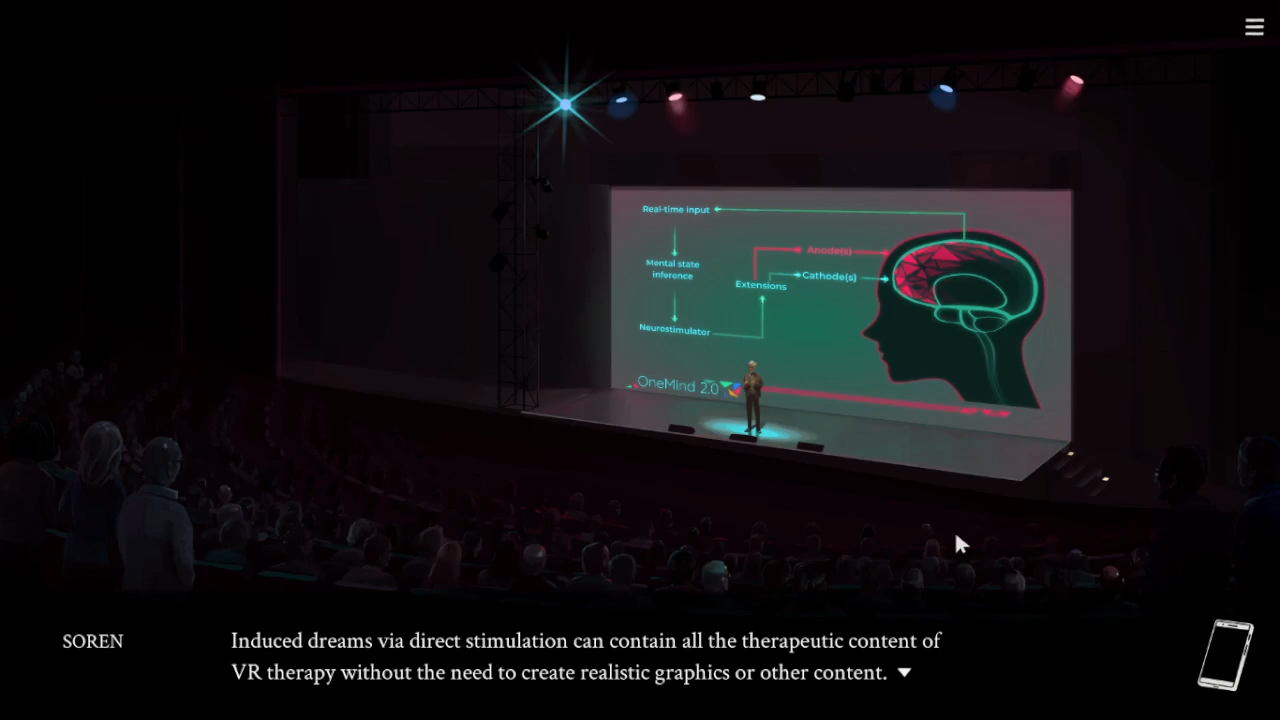 Real-time input
Anode(s)
Mental state
inference
Cathode(s)
Extensions
Neurostimulator
OneMind 2.0
SOREN
Induced dreams via direct stimulation can contain all the therapeutic content of
VR therapy without the need to create realistic graphics or other content.